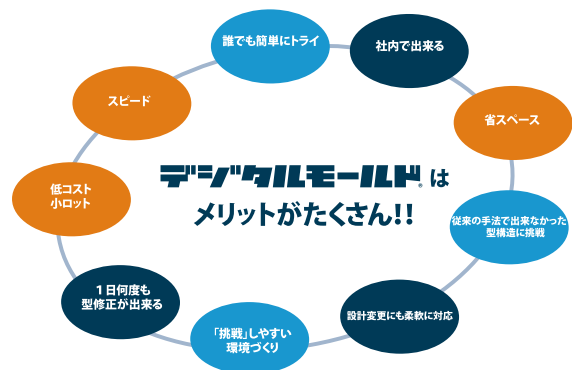 誰でも簡単にトライ
社内で出来る
スピード
省スペース
デジタルモールド®は
メリットがたくさん!!
低コスト
小ロット
従来の手法で出来なかった
型構造に挑戦
1日何度も
型修正が出来る
設計変更にも柔軟に対応
「挑戦」しやすい
環境づくり